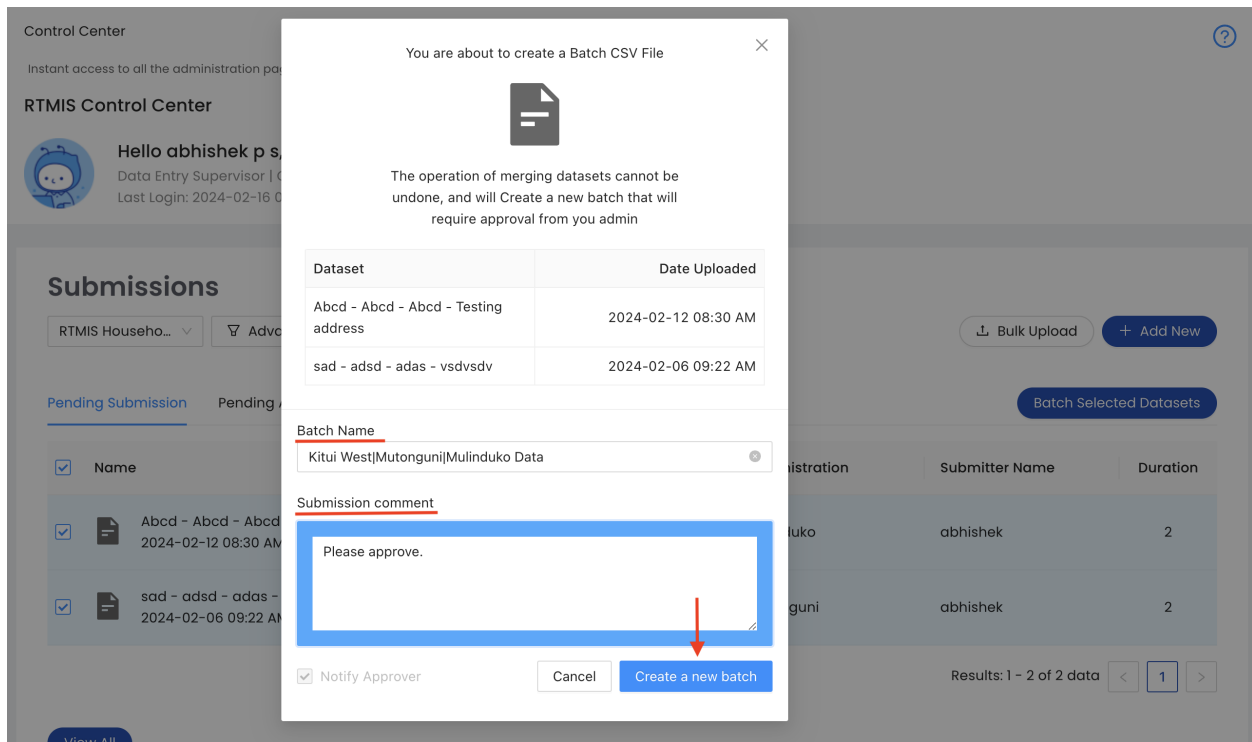 Control Center
Instant access to all the administration
RTMIS Control Center
Hello abhishek p s,
Data Entry Supervisor |
Last Login: 2024-02-16
Submissions
RTMIS Househo...
Bulk Upload
+ Add New
Pending Submission
Pending
Batch Selected Datasets
Name
Submitter Name
Duration
Abcd - Abcd - Abcd
2024-02-12 08:30 AM
abhishek
2
sad - adsd - adas -
2024-02-06 09:22 AM
abhishek
2
Results: 1 - 2 of 2 data
<
1
>
View All
You are about to create a Batch CSV File
The operation of merging datasets cannot be
undone, and will Create a new batch that will
require approval from you admin
Dataset
Date Uploaded
Abcd - Abcd - Abcd - Testing
address
2024-02-12 08:30 AM
sad - adsd - adas - vsdvsdv
2024-02-06 09:22 AM
Batch Name
Kitui West|Mutonguni|Mulinduko Data
Submission comment
Please approve.
Notify Approver
Cancel
Create a new batch